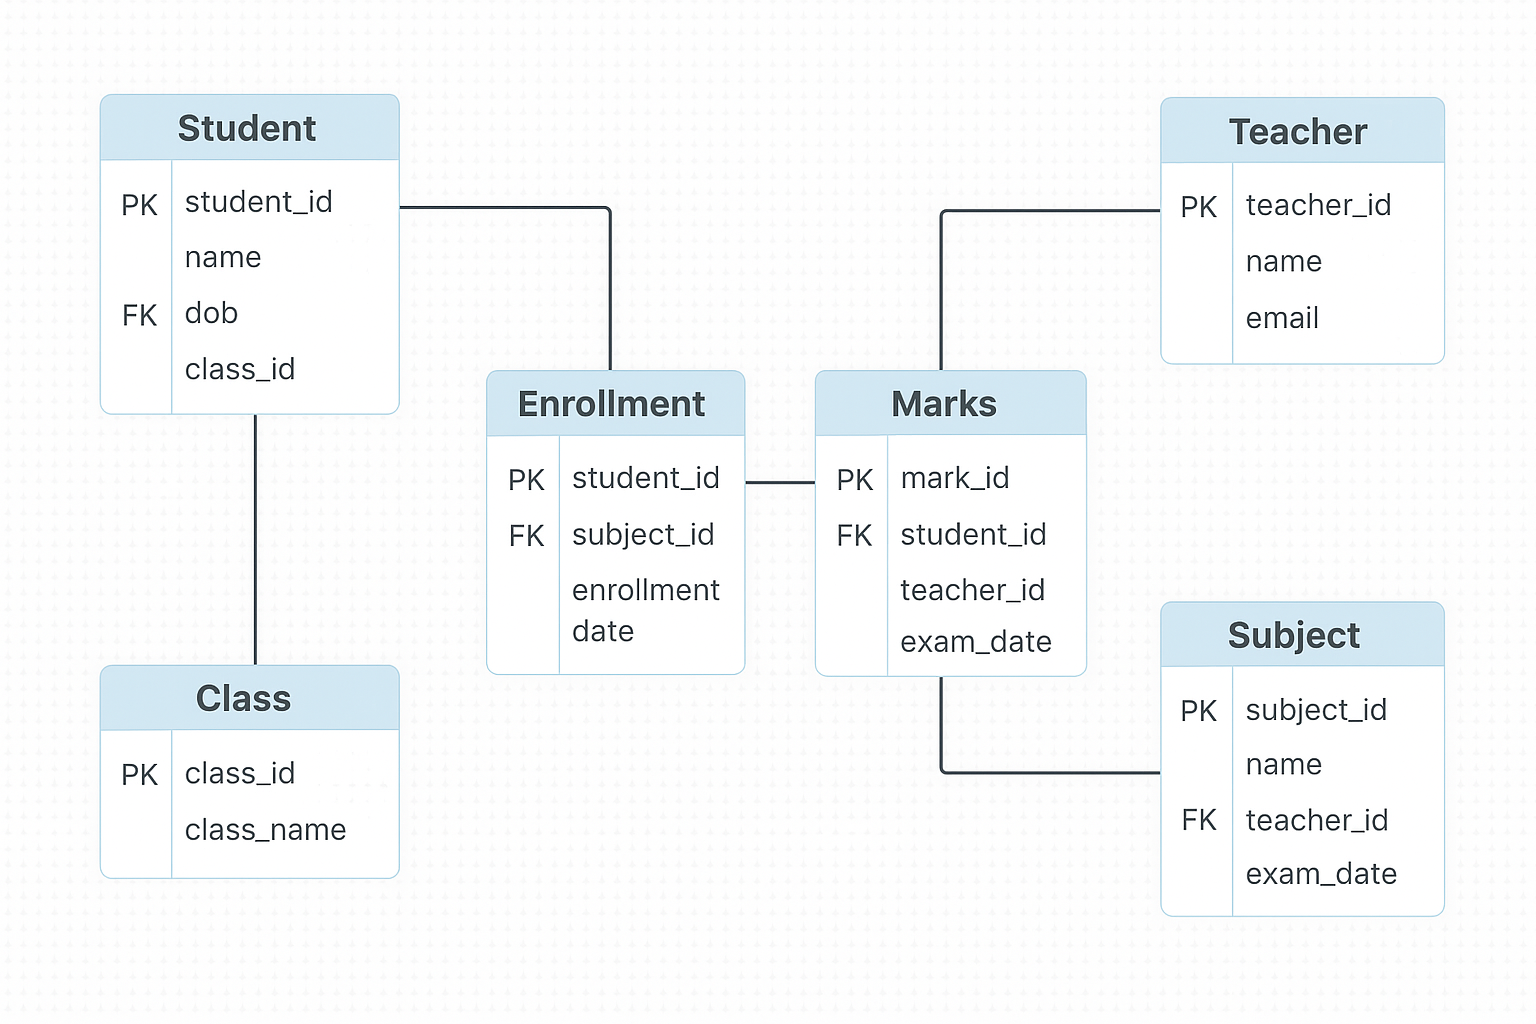 Student
PK student_id
name
FK dob
class_id
Teacher
PK teacher_id
name
email
Enrollment
PK student_id
FK subject_id
enrollment
date
Marks
PK mark_id
FK student_id
teacher_id
exam_date
Class
PK class_id
class_name
Subject
PK subject_id
name
FK teacher_id
exam_date